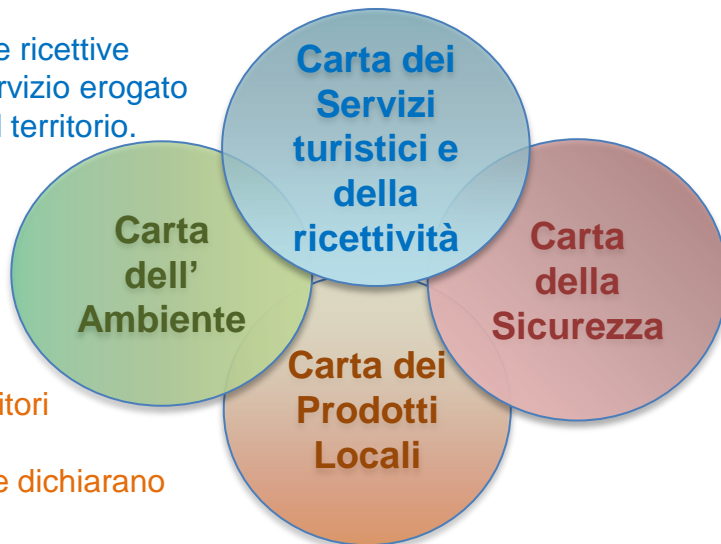 e ricettive
rvizio erogato
l territorio.
Carta dei
Servizi
turistici e
della
ricettività
Carta
dell’
Ambiente
Carta
della
Sicurezza
Carta dei
Prodotti
Locali
itori
e dichiarano